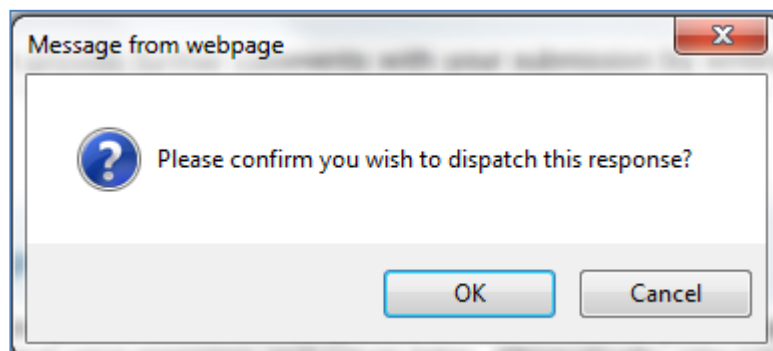 Message from webpage
Please confirm you wish to dispatch this response?
OK
Cancel